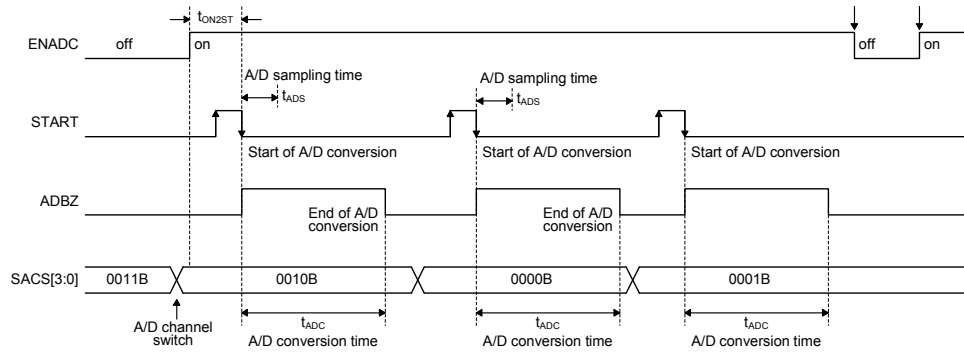 tON2ST
ENADC off on off on
A/D sampling time A/D sampling time
tADS tADS
START
Start of A/D conversion Start of A/D conversion Start of A/D conversion
ADBZ
End of A/D conversion End of A/D conversion
SACS[3:0] 0011B 0010B 0000B 0001B
A/D channel switch
tADC tADC tADC
A/D conversion time A/D conversion time A/D conversion time